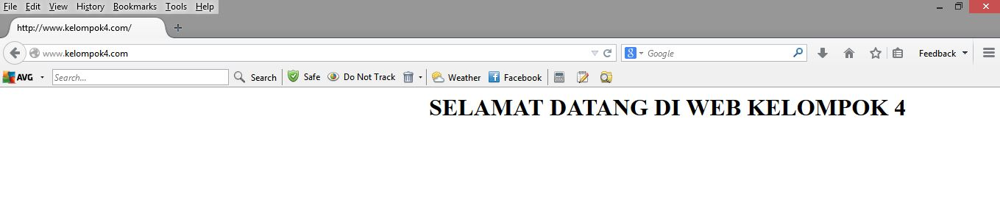 File Edit View History Bookmarks Tools Help
http://www.kelompok4.com/
www.kelompok4.com Google Feedback
AVG Search... Search Safe Do Not Track Weather Facebook
SELAMAT DATANG DI WEB KELOMPOK 4